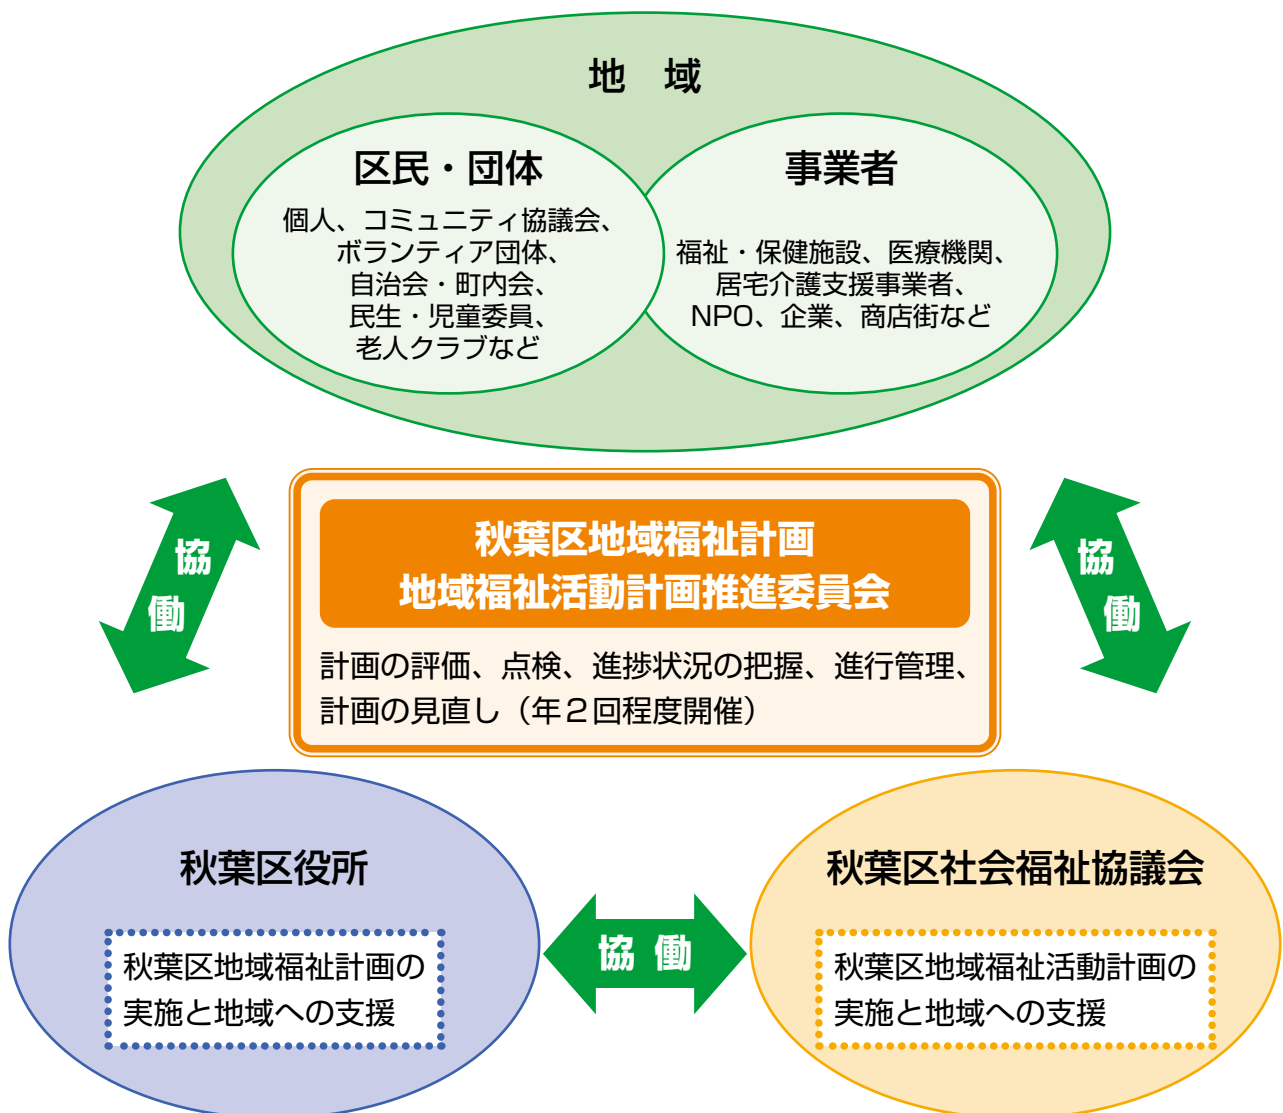 地　域
区民・団体
個人、コミュニティ協議会、
ボランティア団体、
自治会・町内会、
民生・児童委員、
老人クラブなど
事業者
福祉・保健施設、医療機関、
居宅介護支援事業者、
NPO、企業、商店街など
協働
秋葉区地域福祉計画
地域福祉活動計画推進委員会
計画の評価、点検、進捗状況の把握、進行管理、
計画の見直し（年２回程度開催）
協働
秋葉区役所
秋葉区地域福祉計画の
実施と地域への支援
協 働
秋葉区社会福祉協議会
秋葉区地域福祉活動計画の
実施と地域への支援